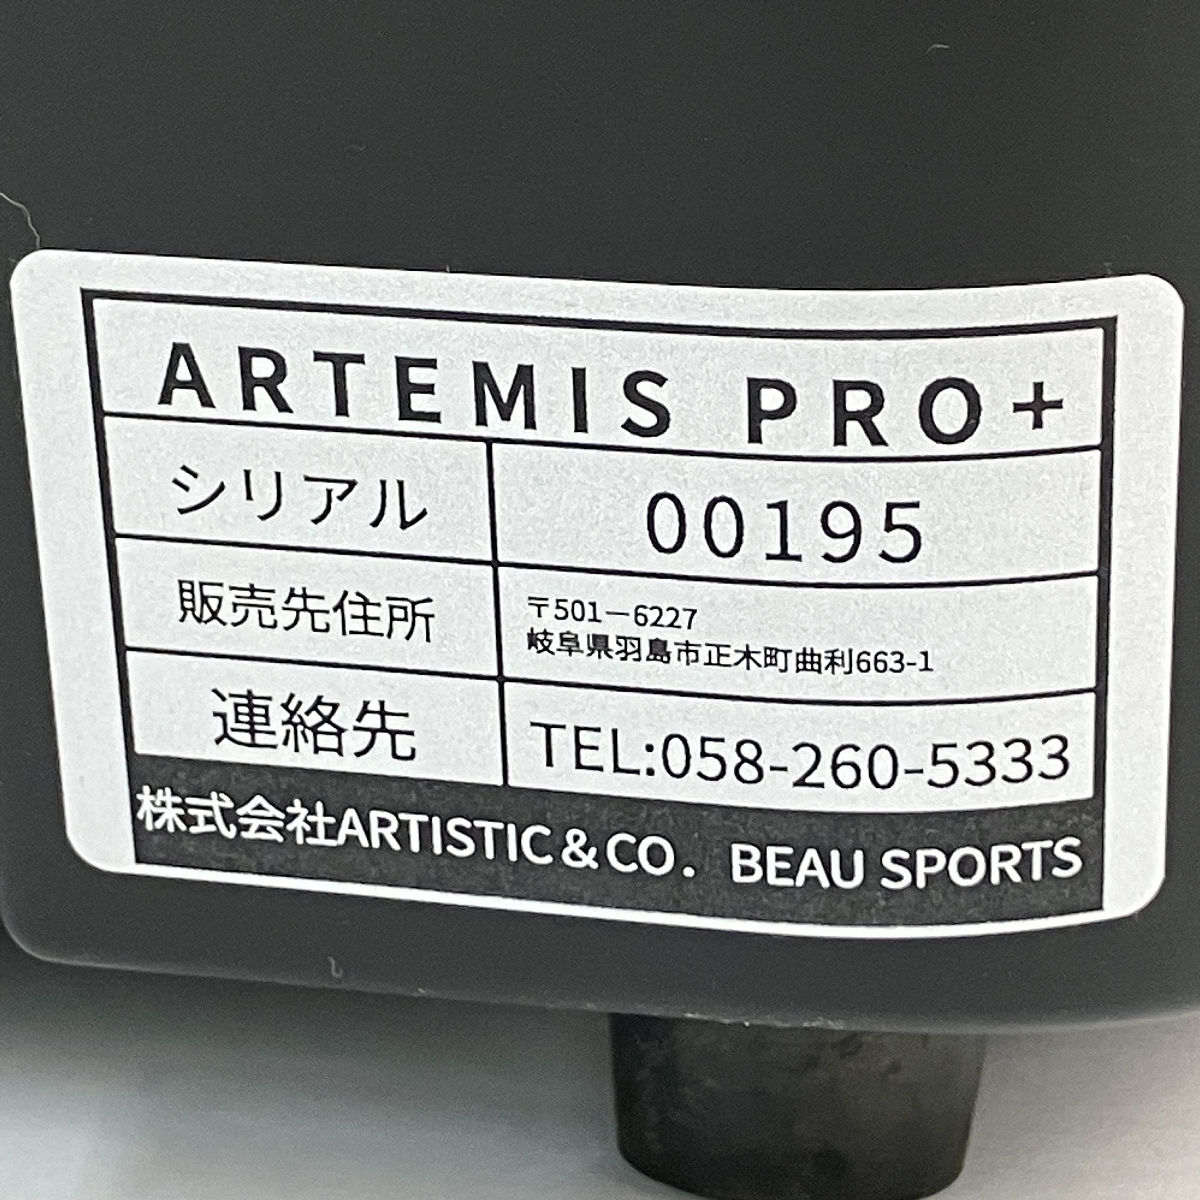 ARTEMIS PRO+
シリアル 00195
販売先住所 〒501－6227
岐阜県羽島市正木町曲利663-1
連絡先 TEL:058-260-5333
株式会社ARTISTIC&CO. BEAU SPORTS